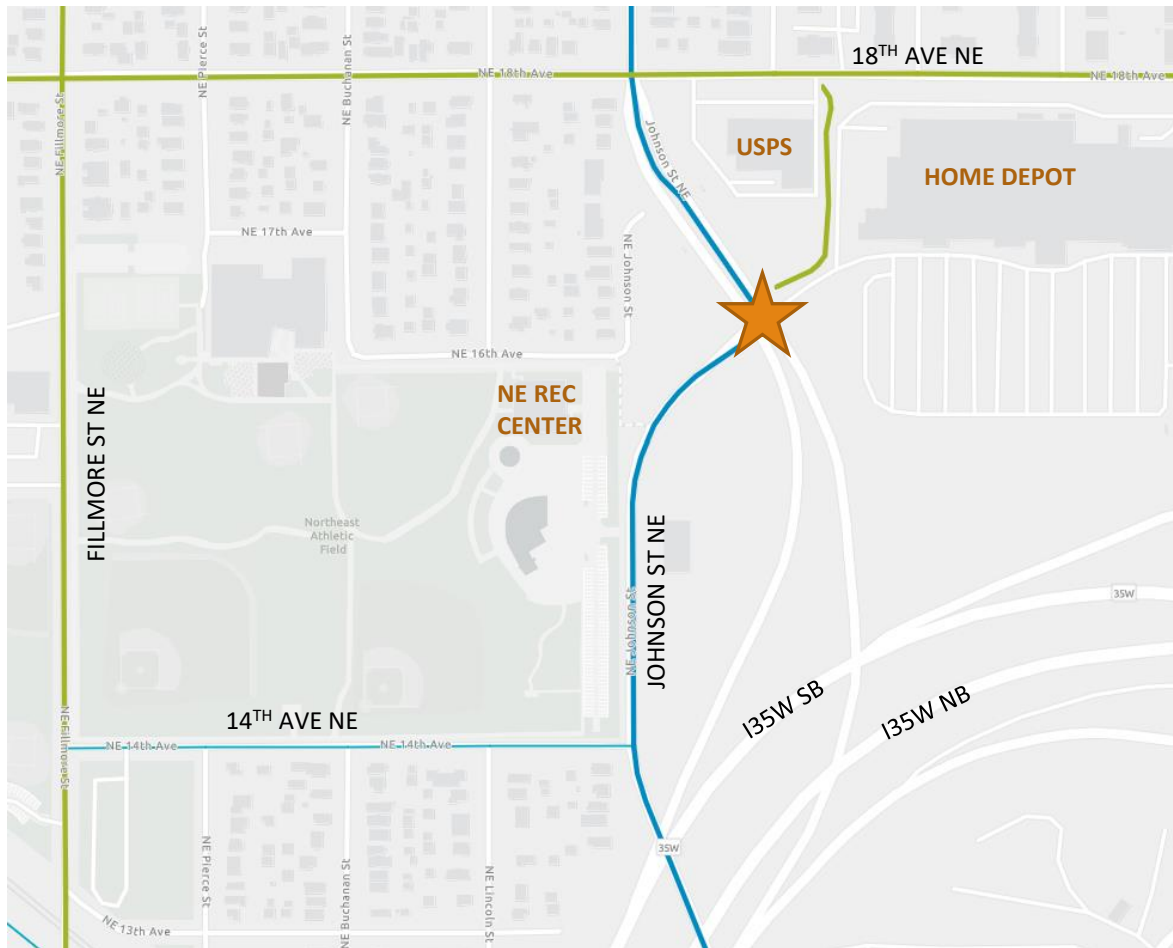 18TH AVE NE
NE Pierce St
NE Buchanan St
NE 18th Ave
NE 18th Ave
NE Fillmore St
Johnson St NE
USPS
HOME DEPOT
NE 17th Ave
NE Johnson St
NE 16th Ave
NE REC
CENTER
FILLMORE ST NE
Northeast
Athletic
Field
JOHNSON ST NE
NE Johnson St
35W
I35W SB
I35W NB
14TH AVE NE
NE 14th Ave
NE 14th Ave
NE Fillmore St
35W
NE Pierce St
NE Buchanan St
NE Lincoln St
NE 13th Ave